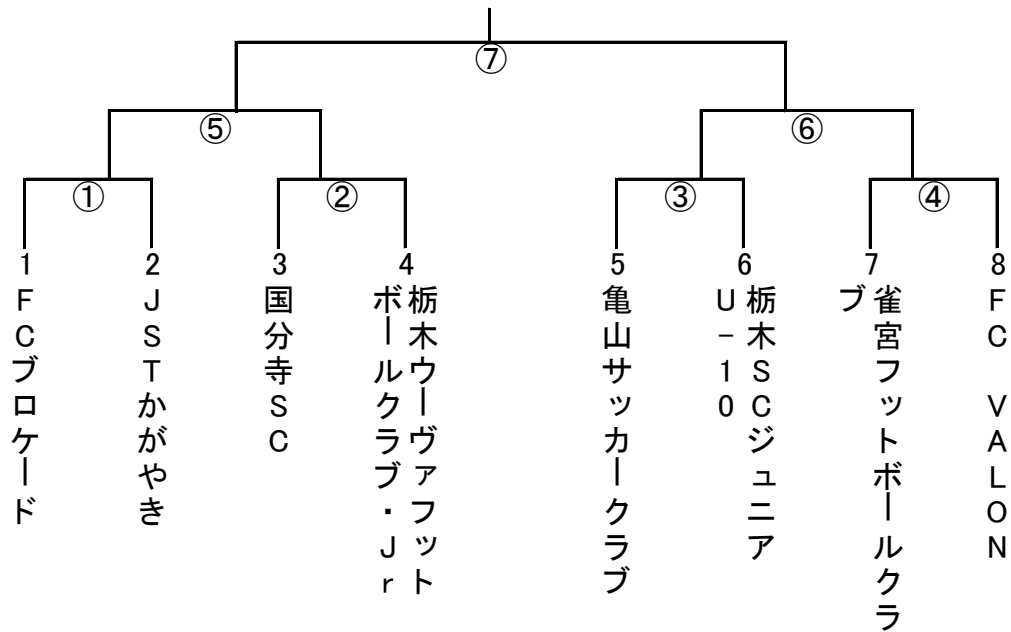 ⑦
⑤
⑥
①
②
③
④
1
FCブロケード
2
JSTかがやき
3
国分寺SC
4
栃木ウーヴァフット
ボールクラブ・Jr
5
亀山サッカークラブ
6
栃木SCジュニア
U-10
7
雀宮フットボールクラ
ブ
8
FC VALON